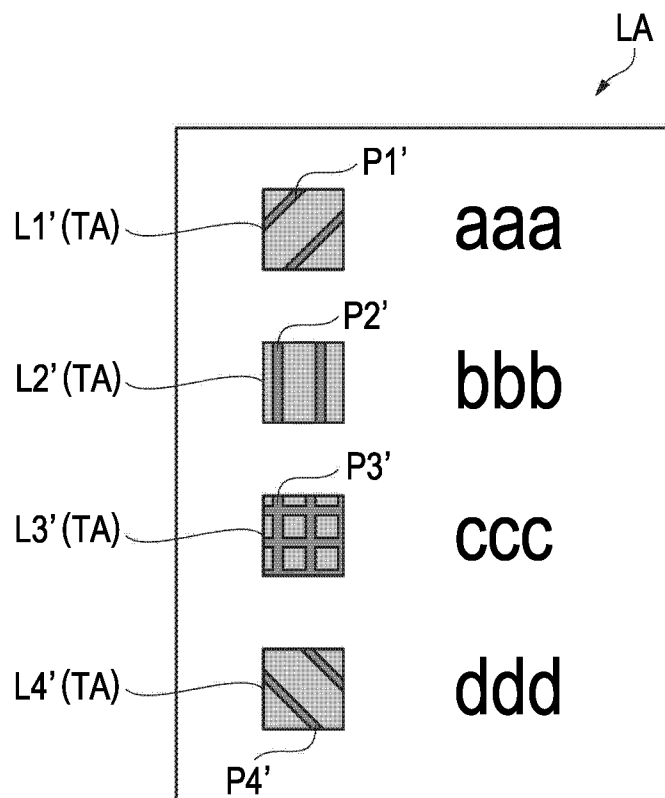 LA
P1'
L1' (TA) aaa
P2'
L2' (TA) bbb
P3'
L3' (TA) ccc
L4' (TA) ddd
P4'